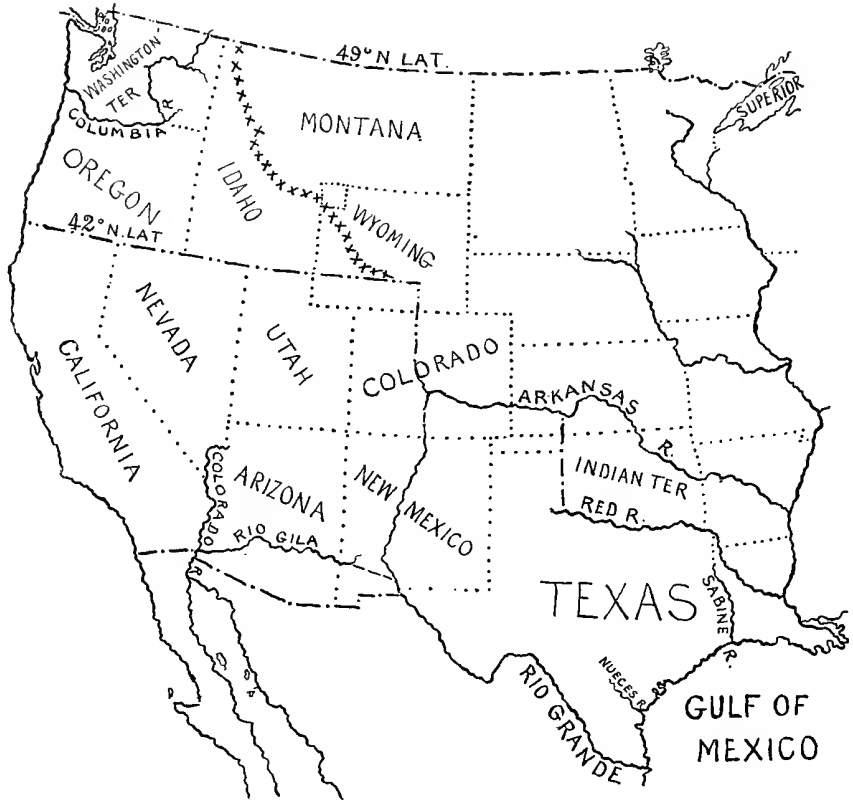 49° N LAT.
WASHINGTON
TER
SUPERIOR
COLUMBIA R
MONTANA
OREGON
IDAHO
WYOMING
42° N. LAT
NEVADA
UTAH
CALIFORNIA
COLORADO
ARKANSAS R.
COLORADO R
ARIZONA
NEW MEXICO
INDIAN TER
RED R.
RIO GILA
TEXAS
SABINE R.
NUECES R.
RIO GRANDE
GULF OF
MEXICO